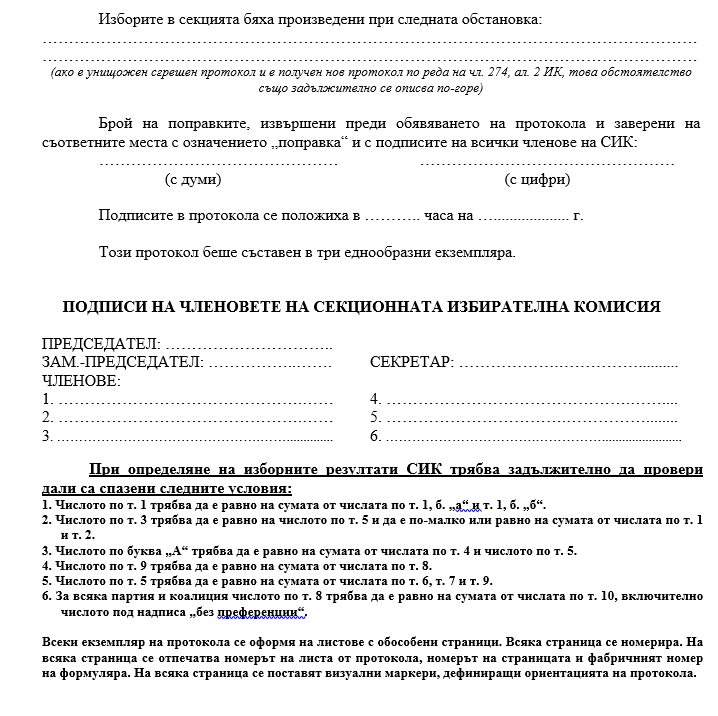 Изборите в секцията бяха произведени при следната обстановка:
……………………………………………………………………………………………………………
……………………………………………………………………………………………………………
(ако е унищожен сгрешен протокол и е получен нов протокол по реда на чл. 274, ал. 2 ИК, това обстоятелство
също задължително се описва по-горе)
Брой на поправките, извършени преди обявяването на протокола и заверени на
съответните места с означението „поправка“ и с подписите на всички членове на СИК:
……………………………………… …………………………………………
(с думи) (с цифри)
Подписите в протокола се положиха в ……….. часа на ….................... г.
Този протокол беше съставен в три еднообразни екземпляра.
ПОДПИСИ НА ЧЛЕНОВЕТЕ НА СЕКЦИОННАТА ИЗБИРАТЕЛНА КОМИСИЯ
ПРЕДСЕДАТЕЛ: …………………………..
ЗАМ.-ПРЕДСЕДАТЕЛ: ……………..……. СЕКРЕТАР: ……………………………..........
ЧЛЕНОВЕ:
1. ……………………………………………. 4. ……………………………………………......
2. ……………………………………………. 5. ……………………………………………......
3. ……………………………………............. 6. …………………………………........................
При определяне на изборните резултати СИК трябва задължително да провери
дали са спазени следните условия:
1. Числото по т. 1 трябва да е равно на сумата от числата по т. 1, б. „а“ и т. 1, б. „б“.
2. Числото по т. 3 трябва да е равно на числото по т. 5 и да е по-малко или равно на сумата от числата по т. 1
и т. 2.
3. Числото по буква „А“ трябва да е равно на сумата от числата по т. 4 и числото по т. 5.
4. Числото по т. 9 трябва да е равно на сумата от числата по т. 8.
5. Числото по т. 5 трябва да е равно на сумата от числата по т. 6, т. 7 и т. 9.
6. За всяка партия и коалиция числото по т. 8 трябва да е равно на сумата от числата по т. 10, включително
числото под надписа „без преференции“.
Всеки екземпляр на протокола се оформя на листове с обособени страници. Всяка страница се номерира. На
всяка страница се отпечатва номерът на листа от протокола, номерът на страницата и фабричният номер
на формуляра. На всяка страница се поставят визуални маркери, дефиниращи ориентацията на протокола.